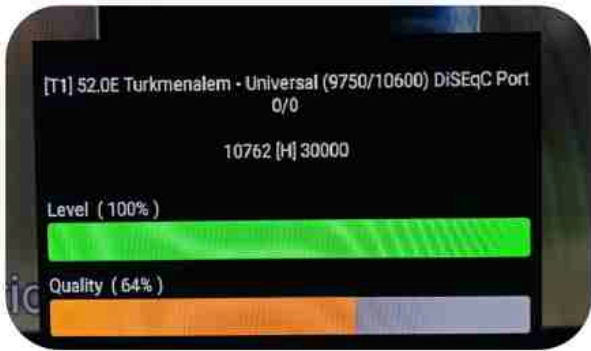 [T1] 52.0E Turkmenalem - Universal (9750/10600) DiSEqC Port
0/0
10762 [H] 30000
Level ( 100% )
Quality ( 64% )